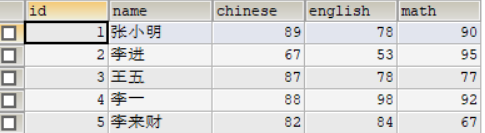 id name chinese english math
1 张小明 89 78 90
2 李进 67 53 95
3 王五 87 78 77
4 李一 88 98 92
5 李来财 82 84 67